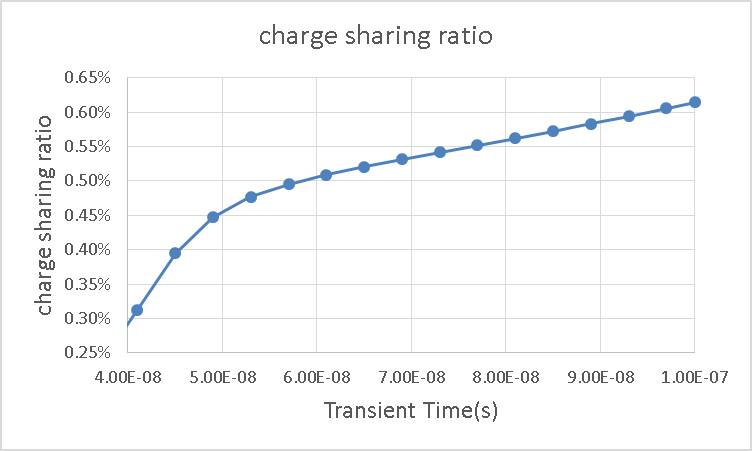 charge sharing ratio
charge sharing ratio
0.65%
0.60%
0.55%
0.50%
0.45%
0.40%
0.35%
0.30%
0.25%
4.00E-08 5.00E-08 6.00E-08 7.00E-08 8.00E-08 9.00E-08 1.00E-07
Transient Time(s)